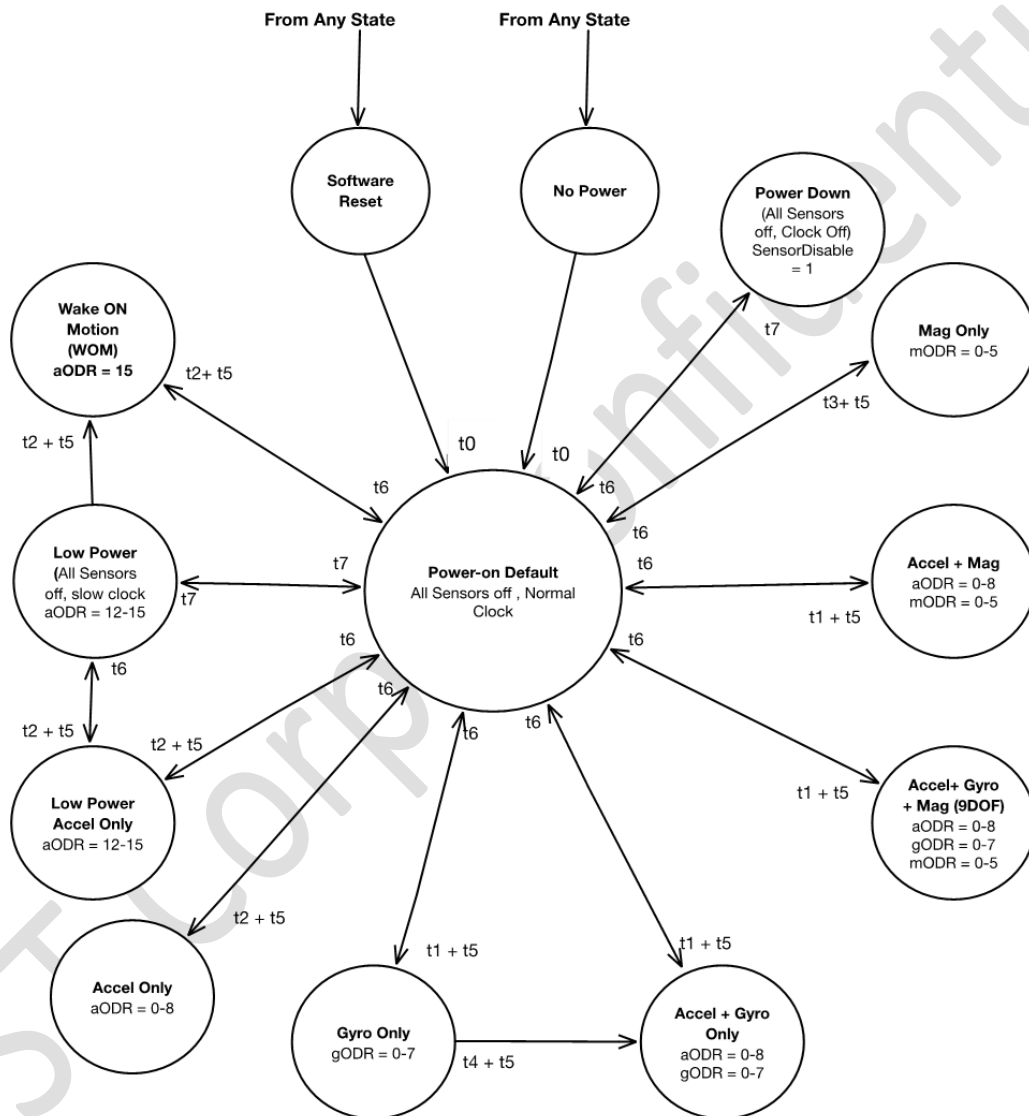 From Any State
From Any State
Software
Reset
No Power
Power Down
(All Sensors
off, Clock Off)
SensorDisable
= 1
t7
Wake ON
Motion
(WOM)
aODR = 15
t2+ t5
Mag Only
mODR = 0-5
t3+ t5
t2 + t5
t0
t0
t6
t6
t6
Low Power
(All Sensors
off, slow clock
aODR = 12-15
t7
t7
Power-on Default
All Sensors off , Normal
Clock
t6
Accel + Mag
aODR = 0-8
mODR = 0-5
t1 + t5
t6
t6
t6
t6
t6
t6
t2 + t5
t2 + t5
Low Power
Accel Only
aODR = 12-15
Accel+ Gyro
+ Mag (9DOF)
aODR = 0-8
gODR = 0-7
mODR = 0-5
t1 + t5
t2 + t5
Accel Only
aODR = 0-8
t1 + t5
t1 + t5
Gyro Only
gODR = 0-7
t4 + t5
Accel + Gyro
Only
aODR = 0-8
gODR = 0-7
ST Corp